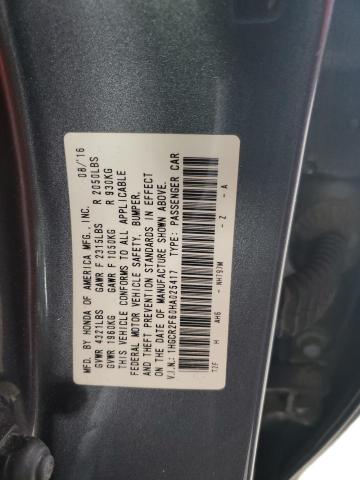 MFD. BY HONDA OF AMERICA MFG., INC. 08/16
GVWR 4321LBS GAWR F 2315LBS R 2050LBS
GVWR 1960KG GAWR F 1050KG R 930KG
THIS VEHICLE CONFORMS TO ALL APPLICABLE
FEDERAL MOTOR VEHICLE SAFETY, BUMPER,
AND THEFT PREVENTION STANDARDS IN EFFECT
ON THE DATE OF MANUFACTURE SHOWN ABOVE.
V.I.N.: 1HGCR2F60HA025417 TYPE: PASSENGER CAR
T2F H AH6 - NH797M - Z - A